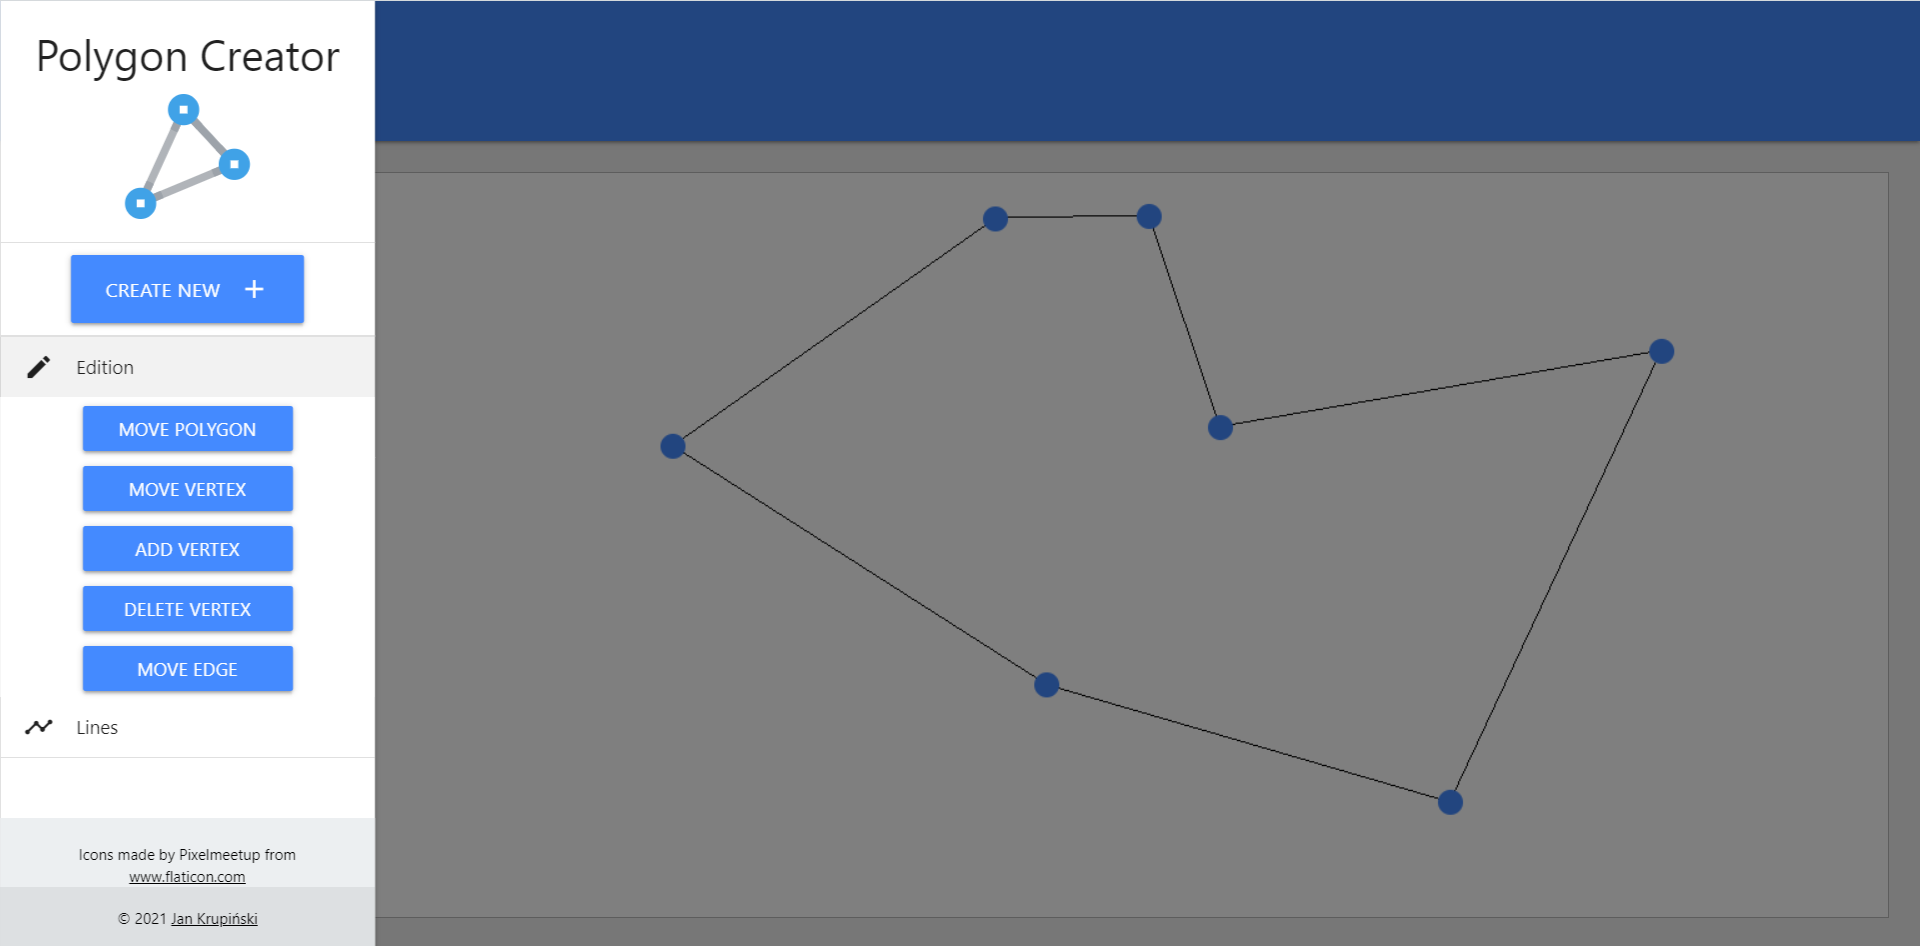 Polygon Creator
CREATE NEW
Edition
MOVE POLYGON
MOVE VERTEX
ADD VERTEX
DELETE VERTEX
MOVE EDGE
Lines
Icons made by Pixelmeetup from
www.flaticon.com
© 2021 Jan Krupiński